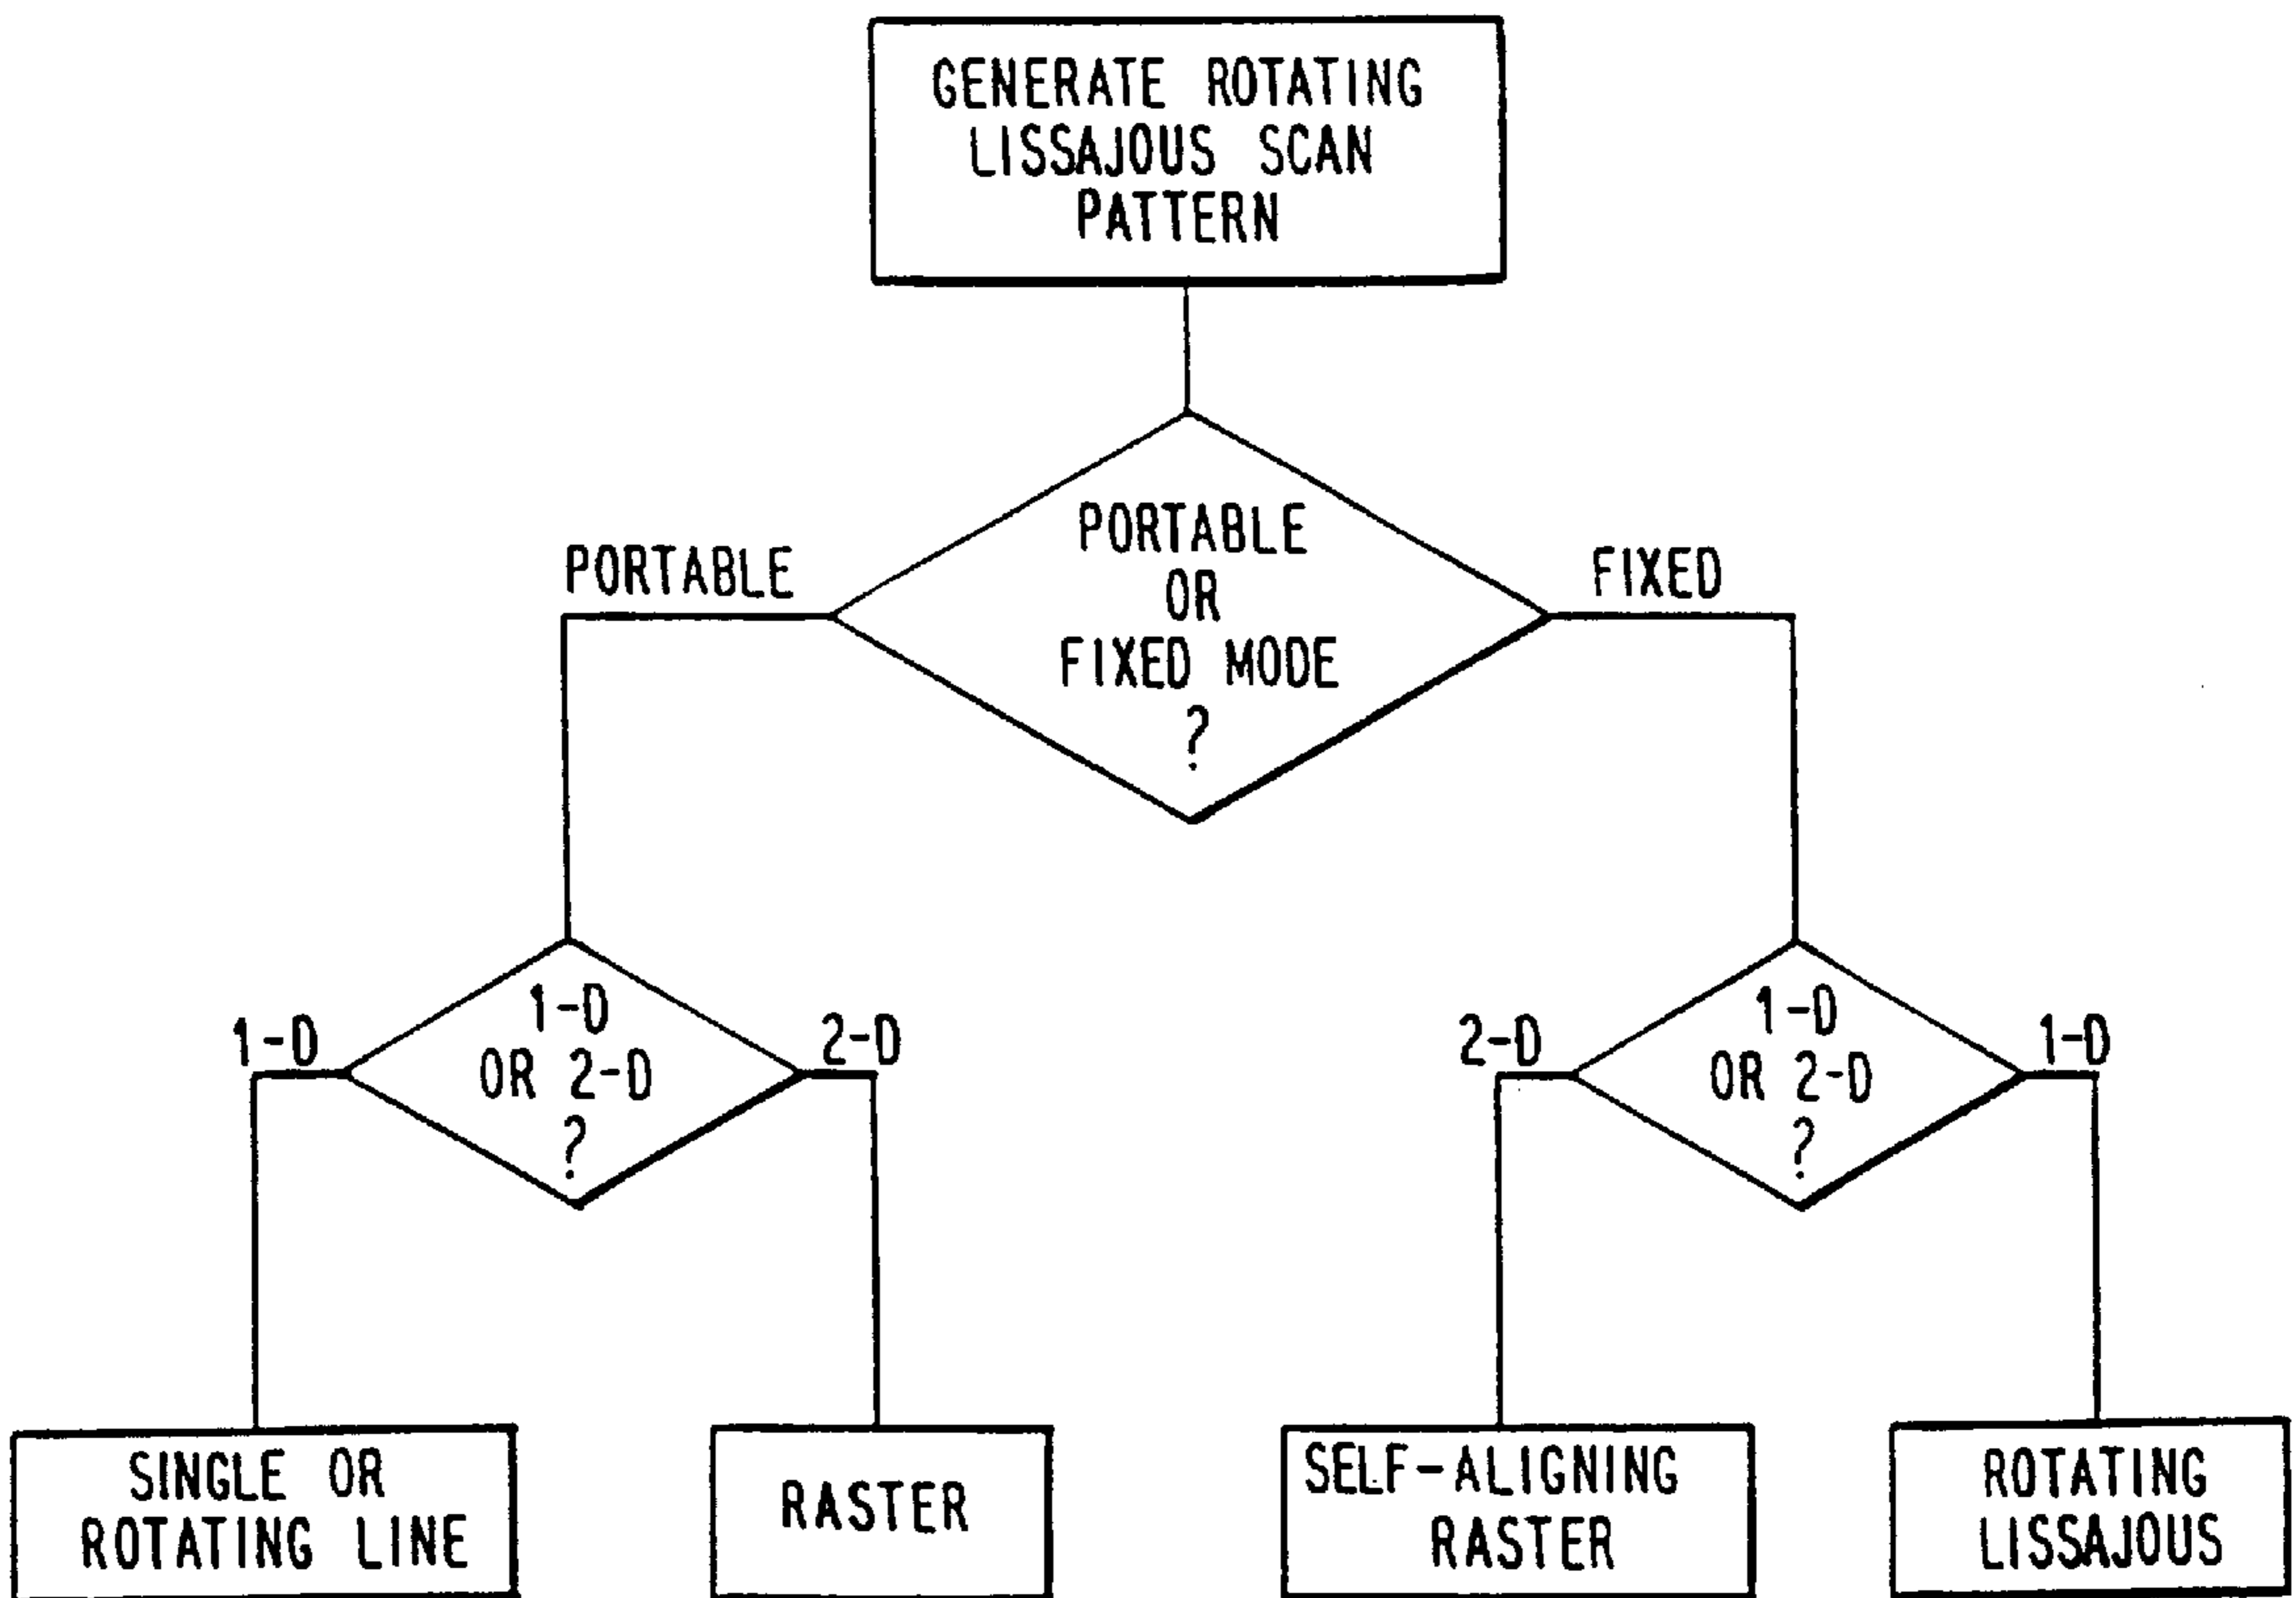 GENERATE ROTATING
LISSAJOUS SCAN
PATTERN
PORTABLE
OR
FIXED MODE
?
PORTABLE
FIXED
1-D
OR 2-D
?
1-D
2-D
1-D
OR 2-D
?
2-D
1-D
SINGLE OR
ROTATING LINE
RASTER
SELF-ALIGNING
RASTER
ROTATING
LISSAJOUS